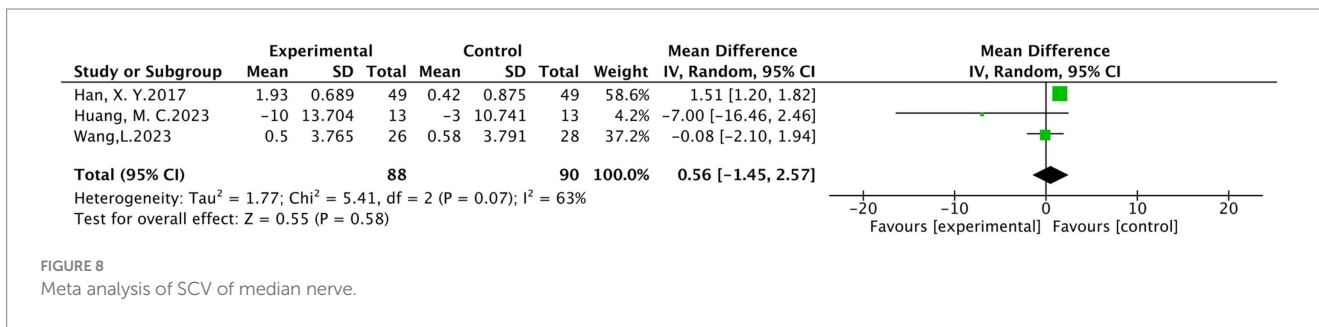 Experimental Control Mean Difference Mean Difference
Study or Subgroup Mean SD Total Mean SD Total Weight IV, Random, 95% CI IV, Random, 95% CI
Han, X. Y.2017 1.93 0.689 49 0.42 0.875 49 58.6% 1.51 [1.20, 1.82]
Huang, M. C.2023 -10 13.704 13 -3 10.741 13 4.2% -7.00 [-16.46, 2.46]
Wang,L.2023 0.5 3.765 26 0.58 3.791 28 37.2% -0.08 [-2.10, 1.94]
Total (95% CI) 88 90 100.0% 0.56 [-1.45, 2.57]
Heterogeneity: Tau² = 1.77; Chi² = 5.41, df = 2 (P = 0.07); I² = 63%
Test for overall effect: Z = 0.55 (P = 0.58)
-20 -10 0 10 20
Favours [experimental] Favours [control]
FIGURE 8
Meta analysis of SCV of median nerve.